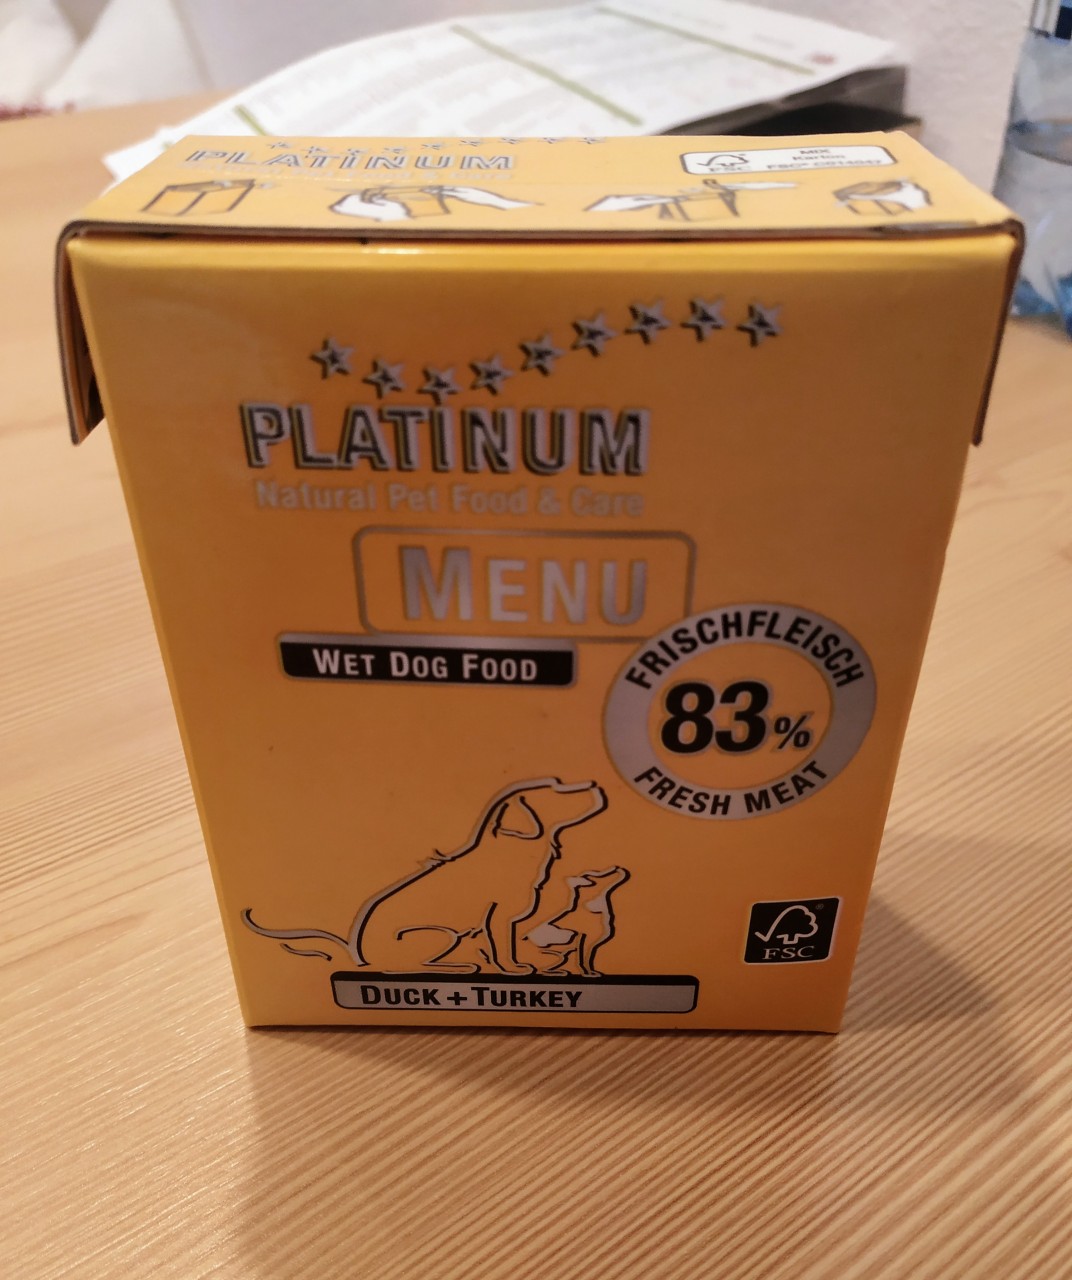 PLATINUM
FSC
MIX
Karton
PLATINUM
Natural Pet Food & Care
MENU
WET DOG FOOD
FRISCHFLEISCH
83%
FRESH MEAT
FSC®
DUCK + TURKEY